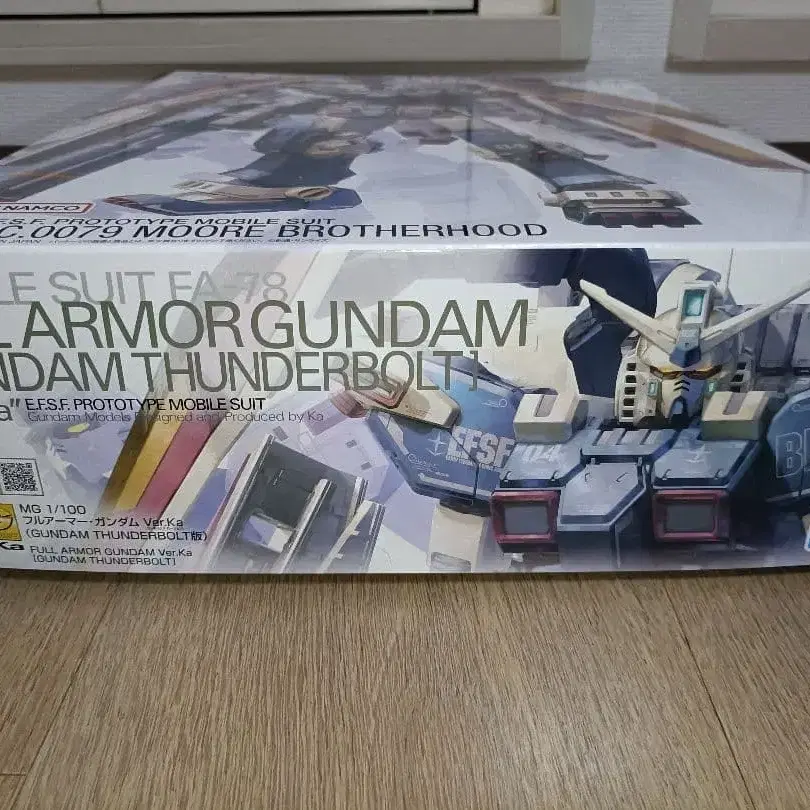 NAMCO
E.S.F. PROTOTYPE MOBILE SUIT
C.0079 MOORE BROTHERHOOD
LE SUIT FA-78
L ARMOR GUNDAM
NDAM THUNDERBOLT]
a" E.F.S.F. PROTOTYPE MOBILE SUIT
Gundam Models Designed and Produced by Ka
EFSF 04
MG 1/100
フルアーマー・ガンダム Ver.Ka
(GUNDAM THUNDERBOLT版)
Ka FULL ARMOR GUNDAM Ver.Ka
[GUNDAM THUNDERBOLT]